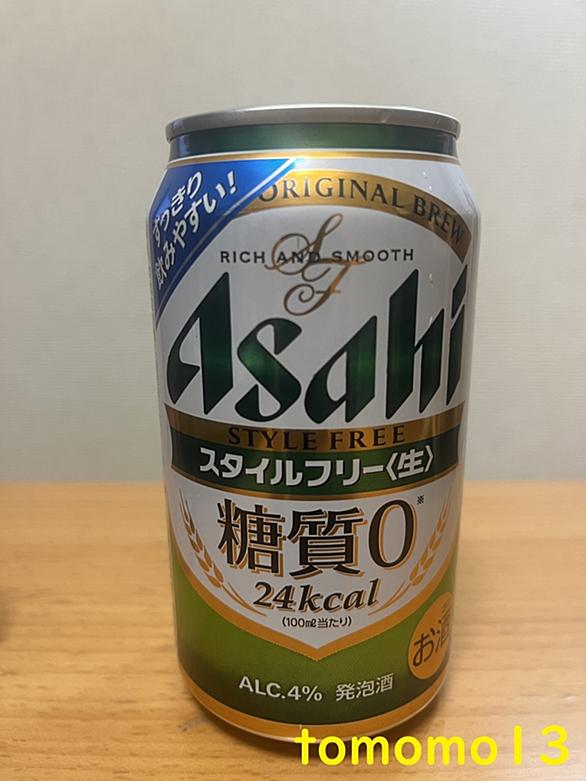 すっきり
飲みやすい!
ORIGINAL BREW
SF
RICH AND SMOOTH
Asahi
STYLE FREE
スタイルフリー〈生〉
糖質0※
24kcal
(100ml当たり)
お酒
ALC.4% 発泡酒
tomomo13